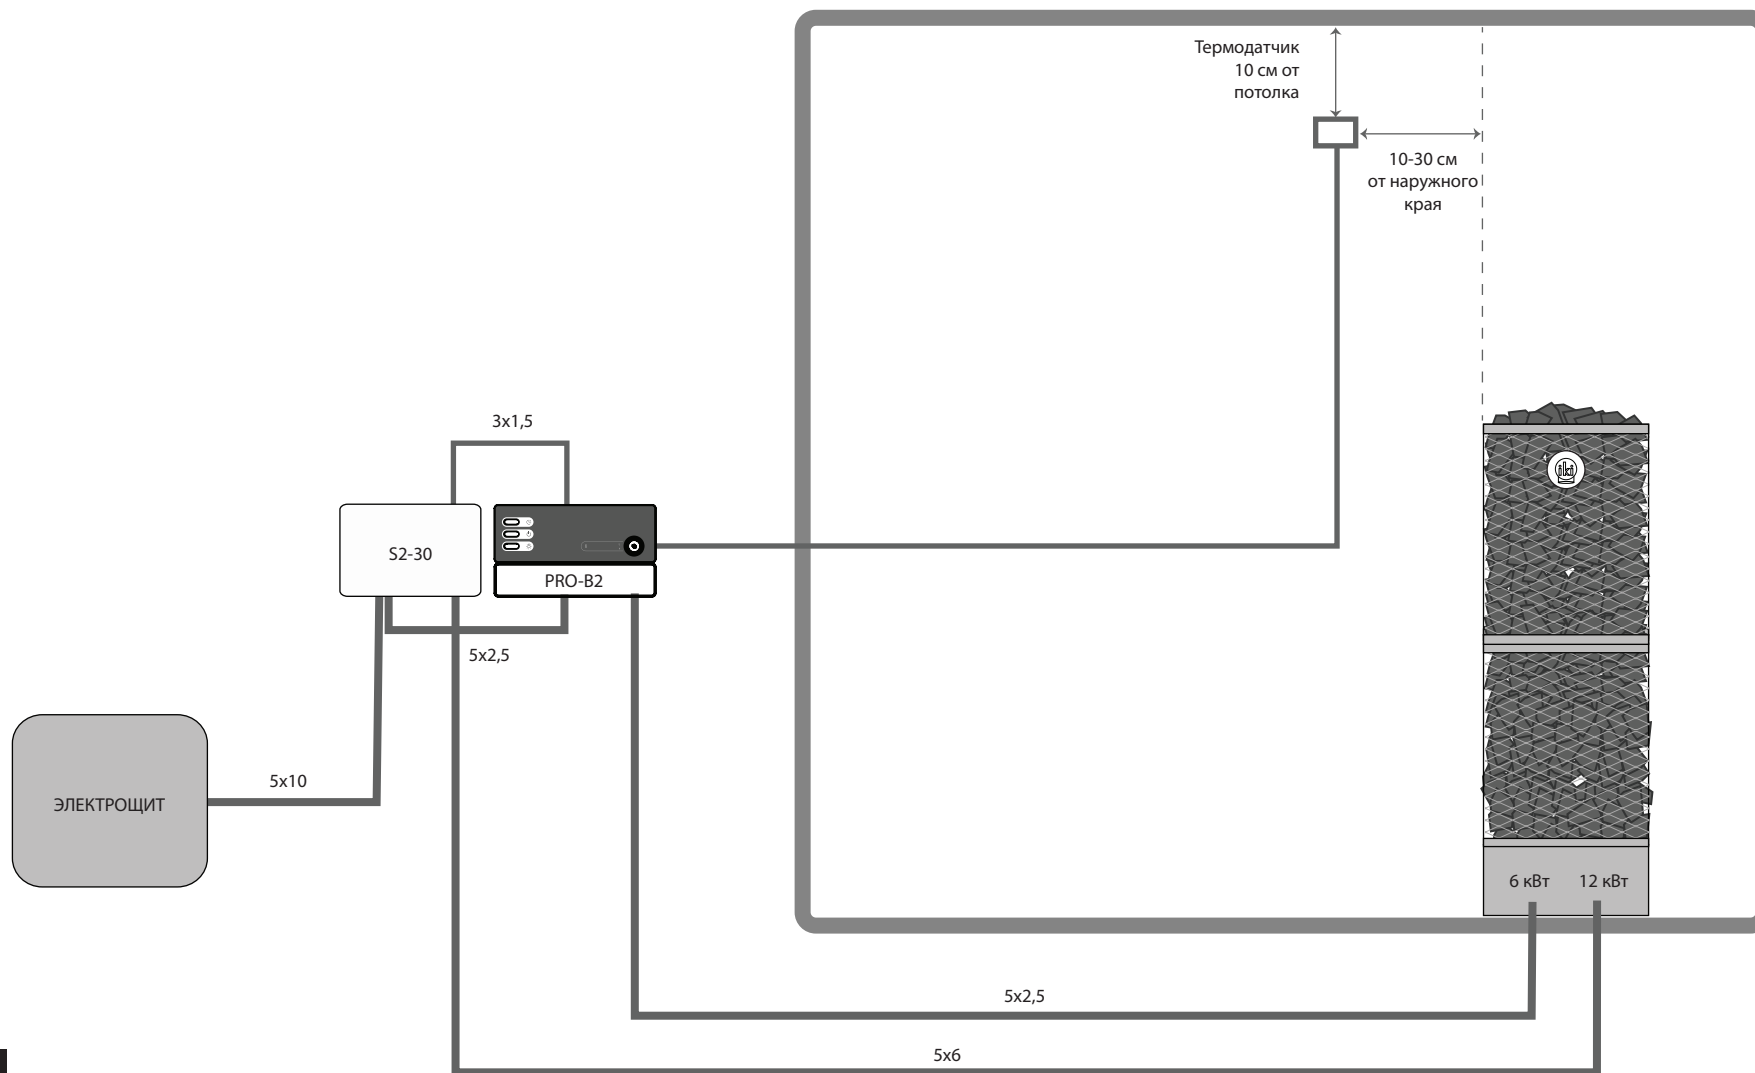 Термодатчик
10 см от
потолка
10-30 см
от наружного
края
3x1,5
S2-30
PRO-B2
5x2,5
5x10
ЭЛЕКТРОЩИТ
6 кВт 12 кВт
5x2,5
5x6